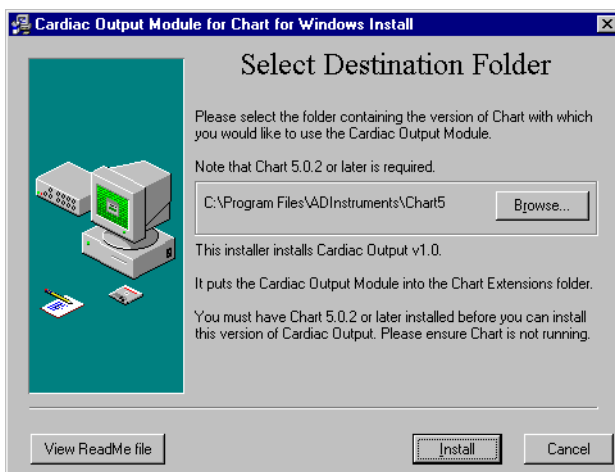 Cardiac Output Module for Chart for Windows Install
Select Destination Folder
Please select the folder containing the version of Chart with which
you would like to use the Cardiac Output Module.
Note that Chart 5.0.2 or later is required.
C:\Program Files\ADInstruments\Chart5
Browse...
This installer installs Cardiac Output v1.0.
It puts the Cardiac Output Module into the Chart Extensions folder.
You must have Chart 5.0.2 or later installed before you can install
this version of Cardiac Output. Please ensure Chart is not running.
View ReadMe file
Install
Cancel